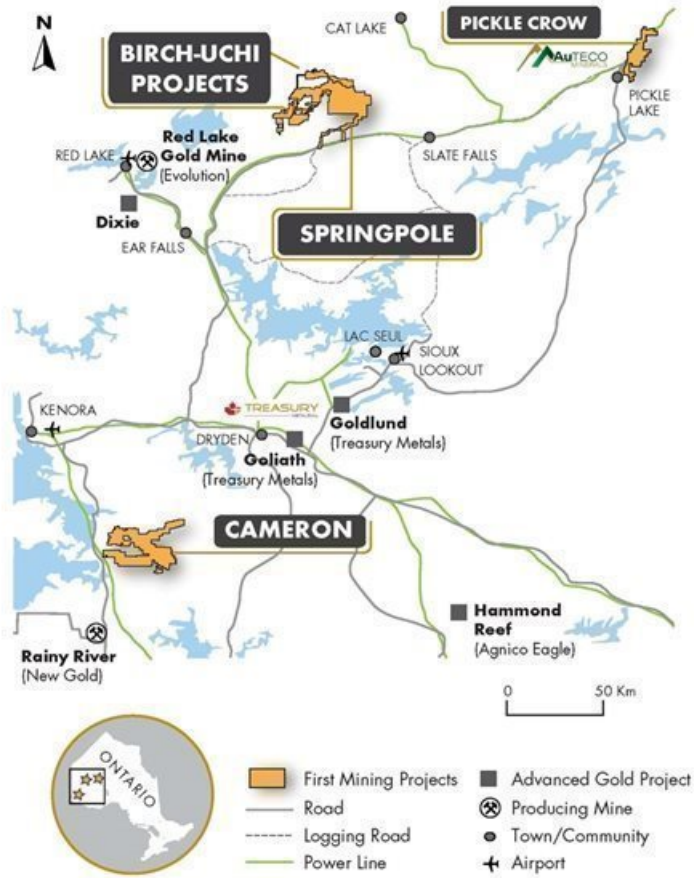 N
CAT LAKE
PICKLE CROW
AuTECO
MINERALS
BIRCH-UCHI
PROJECTS
PICKLE
LAKE
Red Lake
Gold Mine
(Evolution)
RED LAKE
SLATE FALLS
Dixie
SPRINGPOLE
EAR FALLS
LAC SEUL
SIOUX
LOOKOUT
KENORA
TREASURY
METALS
Goldlund
(Treasury Metals)
DRYDEN
Goliath
(Treasury Metals)
CAMERON
Hammond
Reef
(Agnico Eagle)
Rainy River
(New Gold)
0 50 Km
ONTARIO
First Mining Projects
Road
Logging Road
Power Line
Advanced Gold Project
Producing Mine
Town/Community
Airport